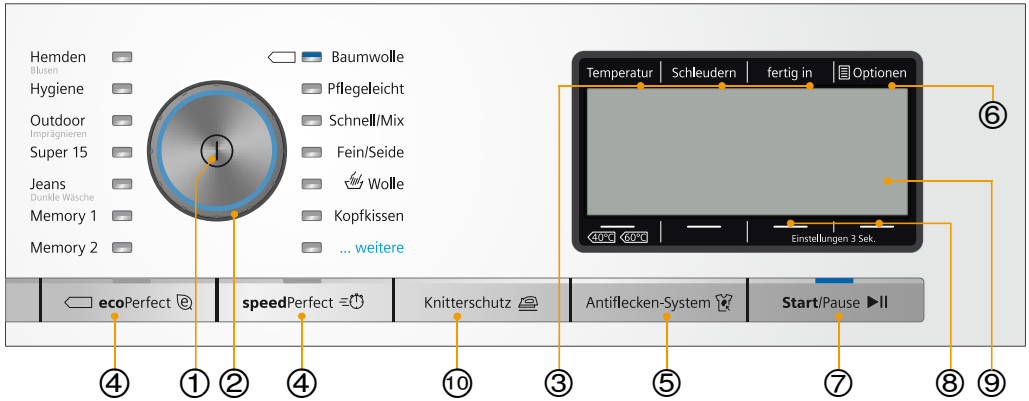 Hemden
Blusen
Hygiene
Outdoor
Imprägnieren
Super 15
Jeans
Dunkle Wäsche
Memory 1
Memory 2
Baumwolle
Pflegeleicht
Schnell/Mix
Fein/Seide
Wolle
Kopfkissen
... weitere
Temperatur
Schleudern
fertig in
Optionen
40°C 60°C
Einstellungen 3 Sek.
ecoPerfect e
speedPerfect
Knitterschutz
Antiflecken-System
Start/Pause
③
⑥
④
①
②
④
⑩
⑤
⑦
⑧
⑨